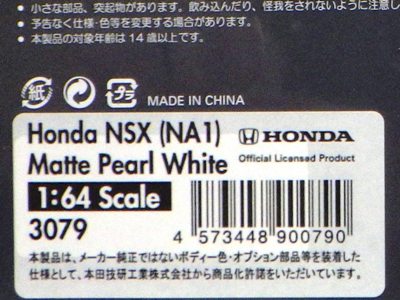 ●小さな部品、突起物があります。飲み込んだり、怪我をされないように注意し
●予告なく仕様・色等を変更する場合があります。
●本製品の対象年齢は14歳以上です。
紙 プラ MADE IN CHINA
Honda NSX (NA1) HONDA
Matte Pearl White Official Licensed Product
1:64 Scale
3079
4 573448 900790
本製品は、メーカー純正ではないボディー色・オプション部品等を装着した
仕様として、本田技研工業株式会社から商品化許諾をいただいています。